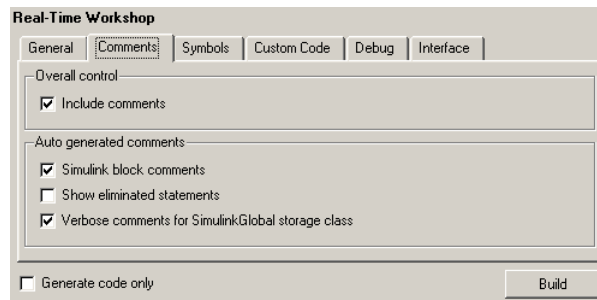 Real-Time Workshop
General Comments Symbols Custom Code Debug Interface
Overall control
Include comments
Auto generated comments
Simulink block comments
Show eliminated statements
Verbose comments for SimulinkGlobal storage class
Generate code only Build